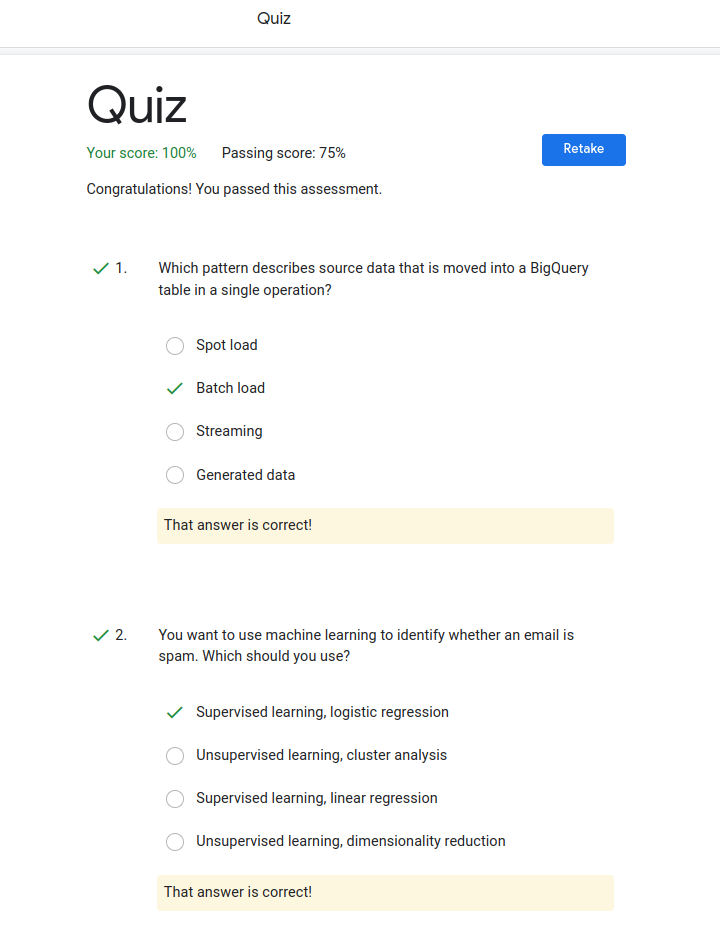 Quiz
Quiz
Your score: 100% Passing score: 75%
Retake
Congratulations! You passed this assessment.
1. Which pattern describes source data that is moved into a BigQuery
table in a single operation?
Spot load
Batch load
Streaming
Generated data
That answer is correct!
2. You want to use machine learning to identify whether an email is
spam. Which should you use?
Supervised learning, logistic regression
Unsupervised learning, cluster analysis
Supervised learning, linear regression
Unsupervised learning, dimensionality reduction
That answer is correct!